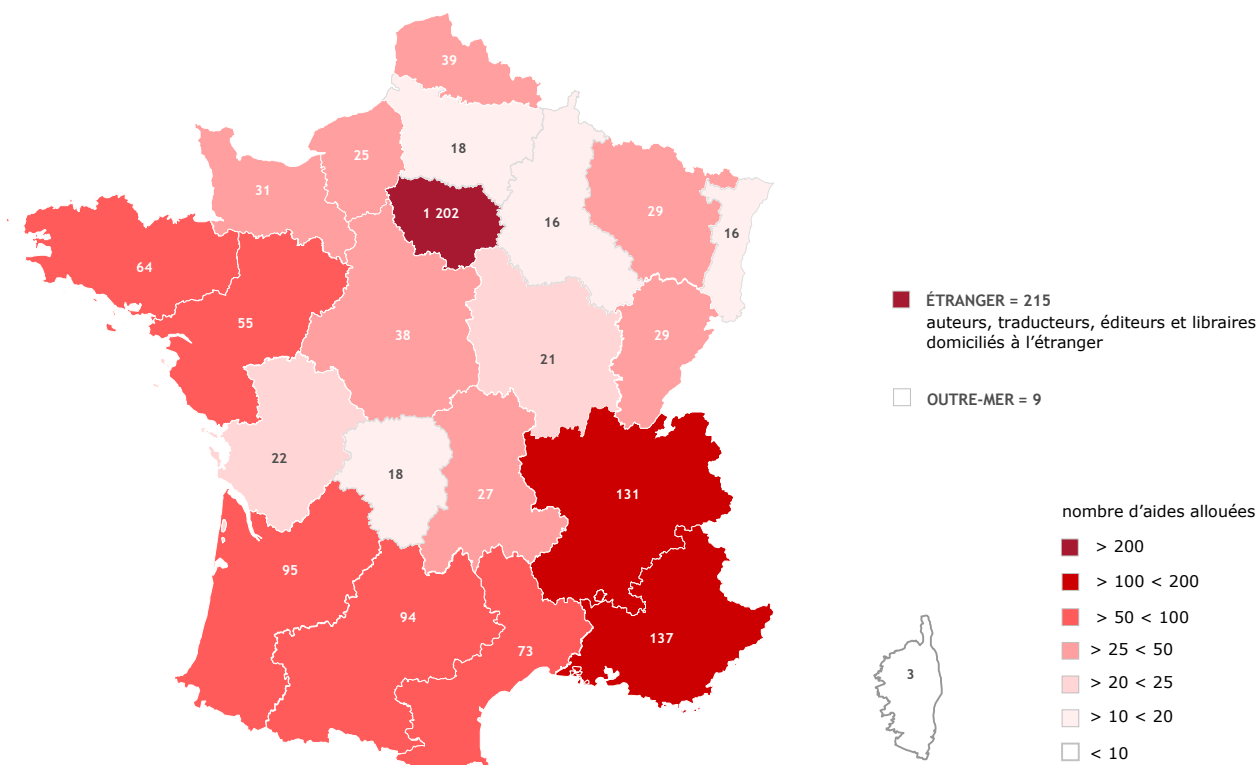 39
18
25
31
1 202
16
29
16
64
55
38
21
29
22
18
27
131
95
94
73
137
3
ÉTRANGER = 215
auteurs, traducteurs, éditeurs et libraires
domiciliés à l’étranger
OUTRE-MER = 9
nombre d’aides allouées
> 200
> 100 < 200
> 50 < 100
> 25 < 50
> 20 < 25
> 10 < 20
< 10